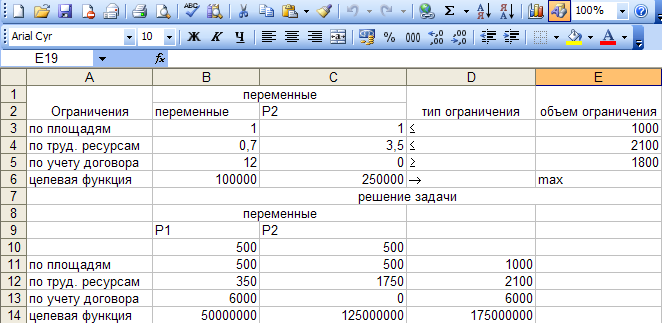 100%
Arial Cyr 10 Ж К Ч % 000
E19 fx
A B C D E
1 переменные
2 Ограничения переменные P2 тип ограничения объем ограничения
3 по площадям 1 1 ≤ 1000
4 по труд. ресурсам 0,7 3,5 ≤ 2100
5 по учету договора 12 0 ≥ 1800
6 целевая функция 100000 250000 → max
7 решение задачи
8 переменные
9 P1 P2
10 500 500
11 по площадям 500 500 1000
12 по труд. ресурсам 350 1750 2100
13 по учету договора 6000 0 6000
14 целевая функция 50000000 125000000 175000000